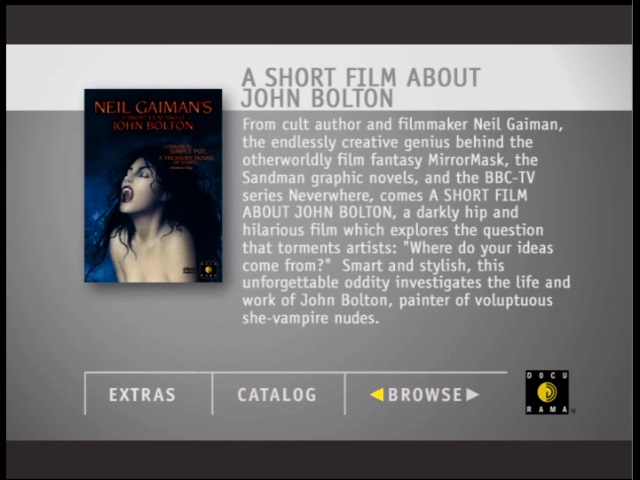 A SHORT FILM ABOUT
JOHN BOLTON
NEIL GAIMAN'S
A SHORT FILM ABOUT
JOHN BOLTON
SIMPLY PUT,
A TREASURE HOUSE
OF STORY
From cult author and filmmaker Neil Gaiman,
the endlessly creative genius behind the
otherworldly film fantasy MirrorMask, the
Sandman graphic novels, and the BBC-TV
series Neverwhere, comes A SHORT FILM
ABOUT JOHN BOLTON, a darkly hip and
hilarious film which explores the question
that torments artists: "Where do your ideas
come from?" Smart and stylish, this
unforgettable oddity investigates the life and
work of John Bolton, painter of voluptuous
she-vampire nudes.
DVD
DOCU
RAMA
EXTRAS
CATALOG
BROWSE
DOCU
RAMA®